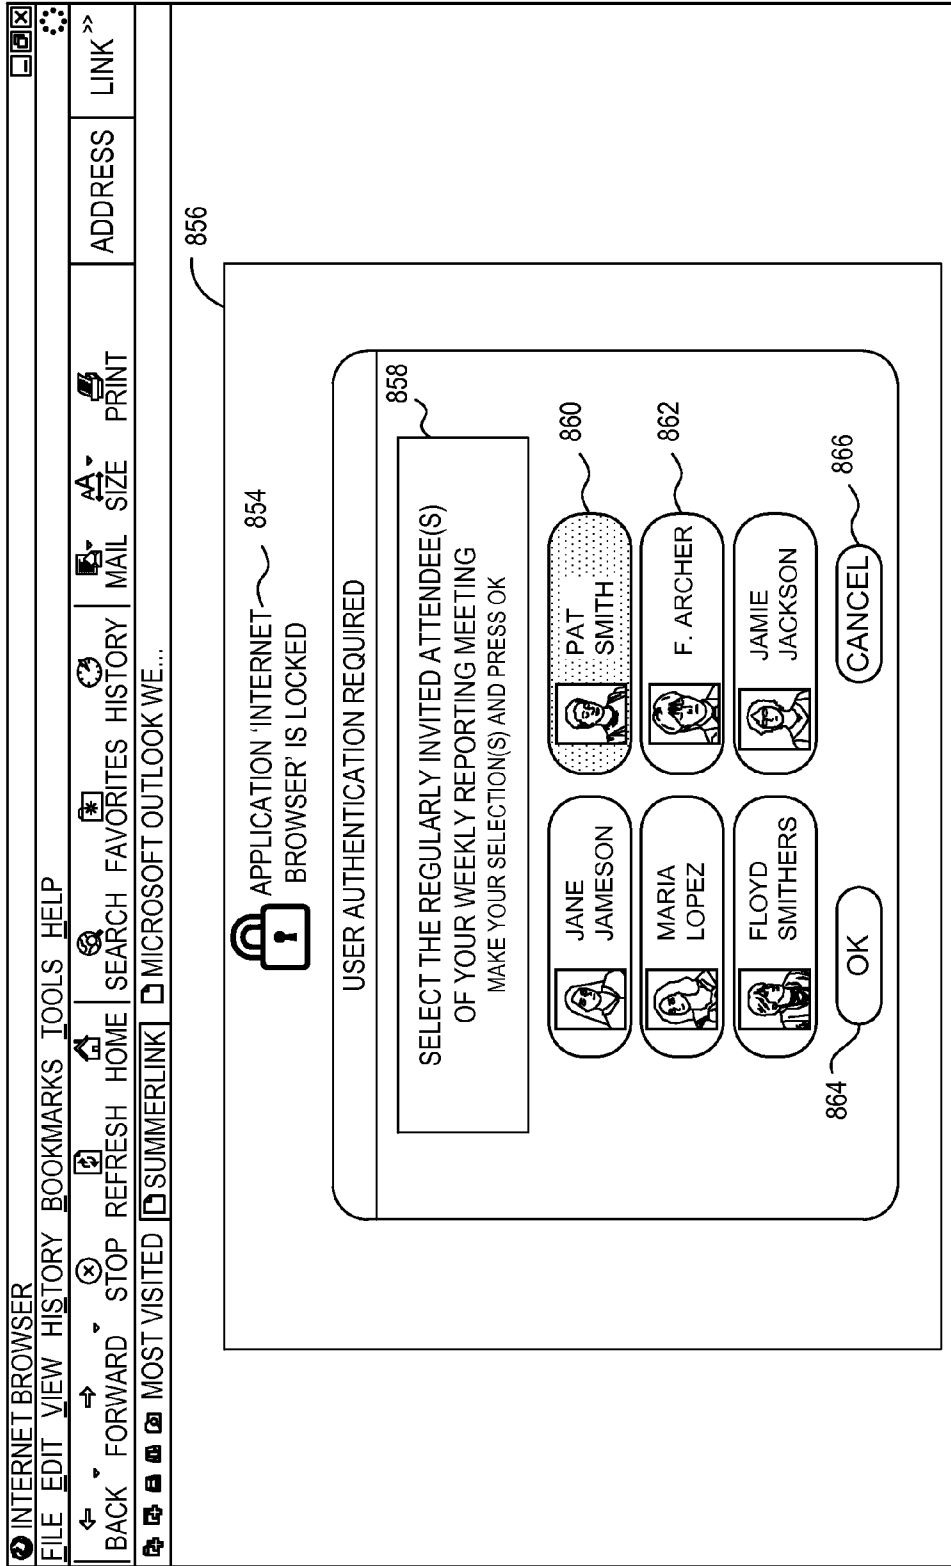 INTERNET BROWSER
FILE EDIT VIEW HISTORY BOOKMARKS TOOLS HELP
BACK FORWARD STOP REFRESH HOME SEARCH FAVORITES HISTORY MAIL SIZE PRINT ADDRESS LINK >>
MOST VISITED SUMMERLINK MICROSOFT OUTLOOK WE...
856
APPLICATION 'INTERNET 854
BROWSER' IS LOCKED
USER AUTHENTICATION REQUIRED
858
SELECT THE REGULARLY INVITED ATTENDEE(S)
OF YOUR WEEKLY REPORTING MEETING
MAKE YOUR SELECTION(S) AND PRESS OK
JANE
JAMESON
PAT
SMITH
860
MARIA
LOPEZ
F. ARCHER
862
FLOYD
SMITHERS
JAMIE
JACKSON
864
OK
CANCEL
866